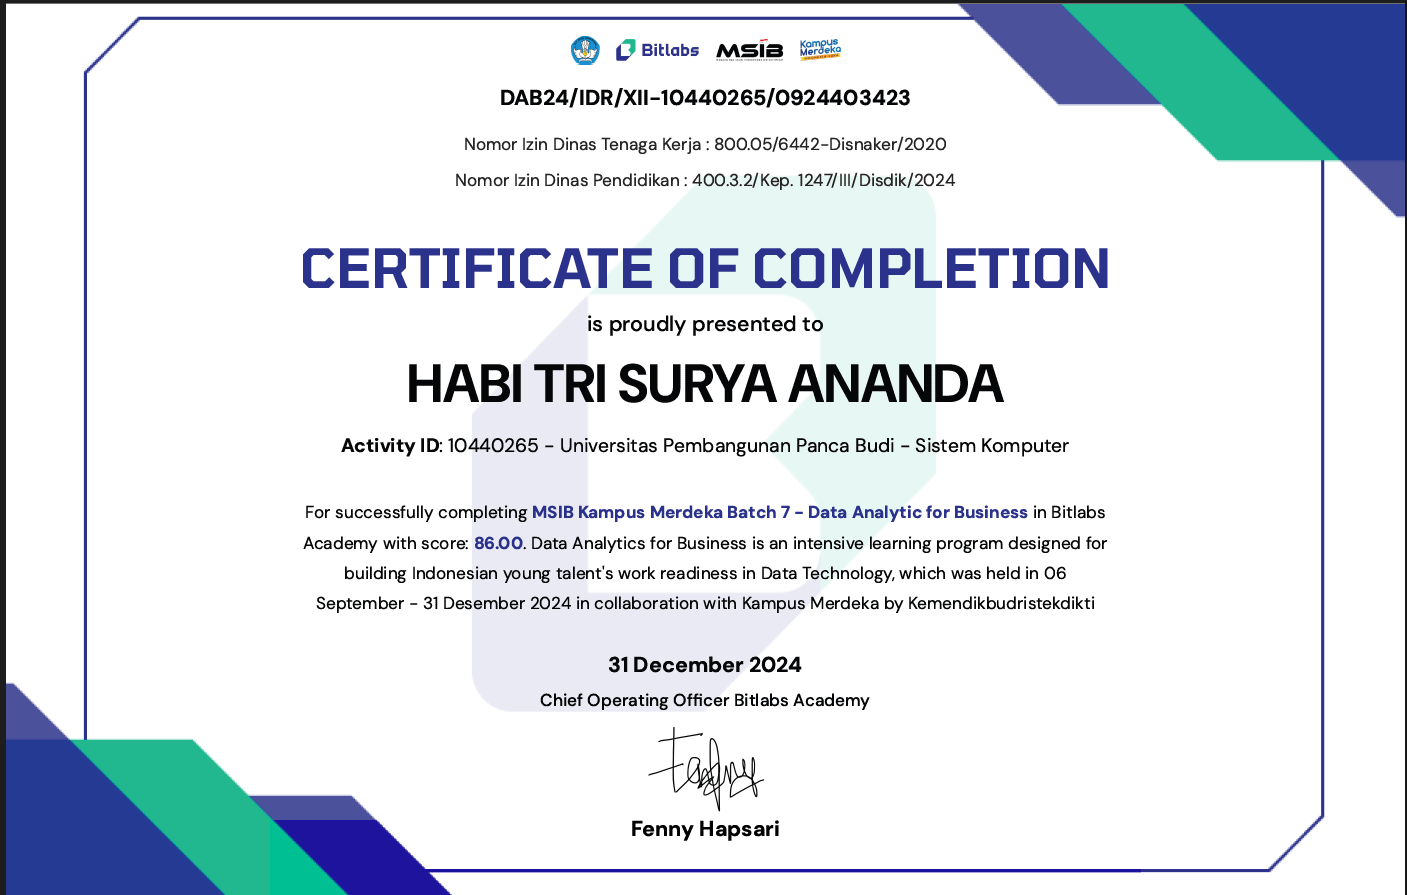 Bitlabs MSIB Kampus Merdeka
DAB24/IDR/XII-10440265/0924403423
Nomor Izin Dinas Tenaga Kerja : 800.05/6442-Disnaker/2020
Nomor Izin Dinas Pendidikan : 400.3.2/Kep. 1247/III/Disdik/2024
CERTIFICATE OF COMPLETION
is proudly presented to
HABI TRI SURYA ANANDA
Activity ID: 10440265 - Universitas Pembangunan Panca Budi - Sistem Komputer
For successfully completing MSIB Kampus Merdeka Batch 7 - Data Analytic for Business in Bitlabs
Academy with score: 86.00. Data Analytics for Business is an intensive learning program designed for
building Indonesian young talent's work readiness in Data Technology, which was held in 06
September - 31 Desember 2024 in collaboration with Kampus Merdeka by Kemendikbudristekdikti
31 December 2024
Chief Operating Officer Bitlabs Academy
Fenny Hapsari